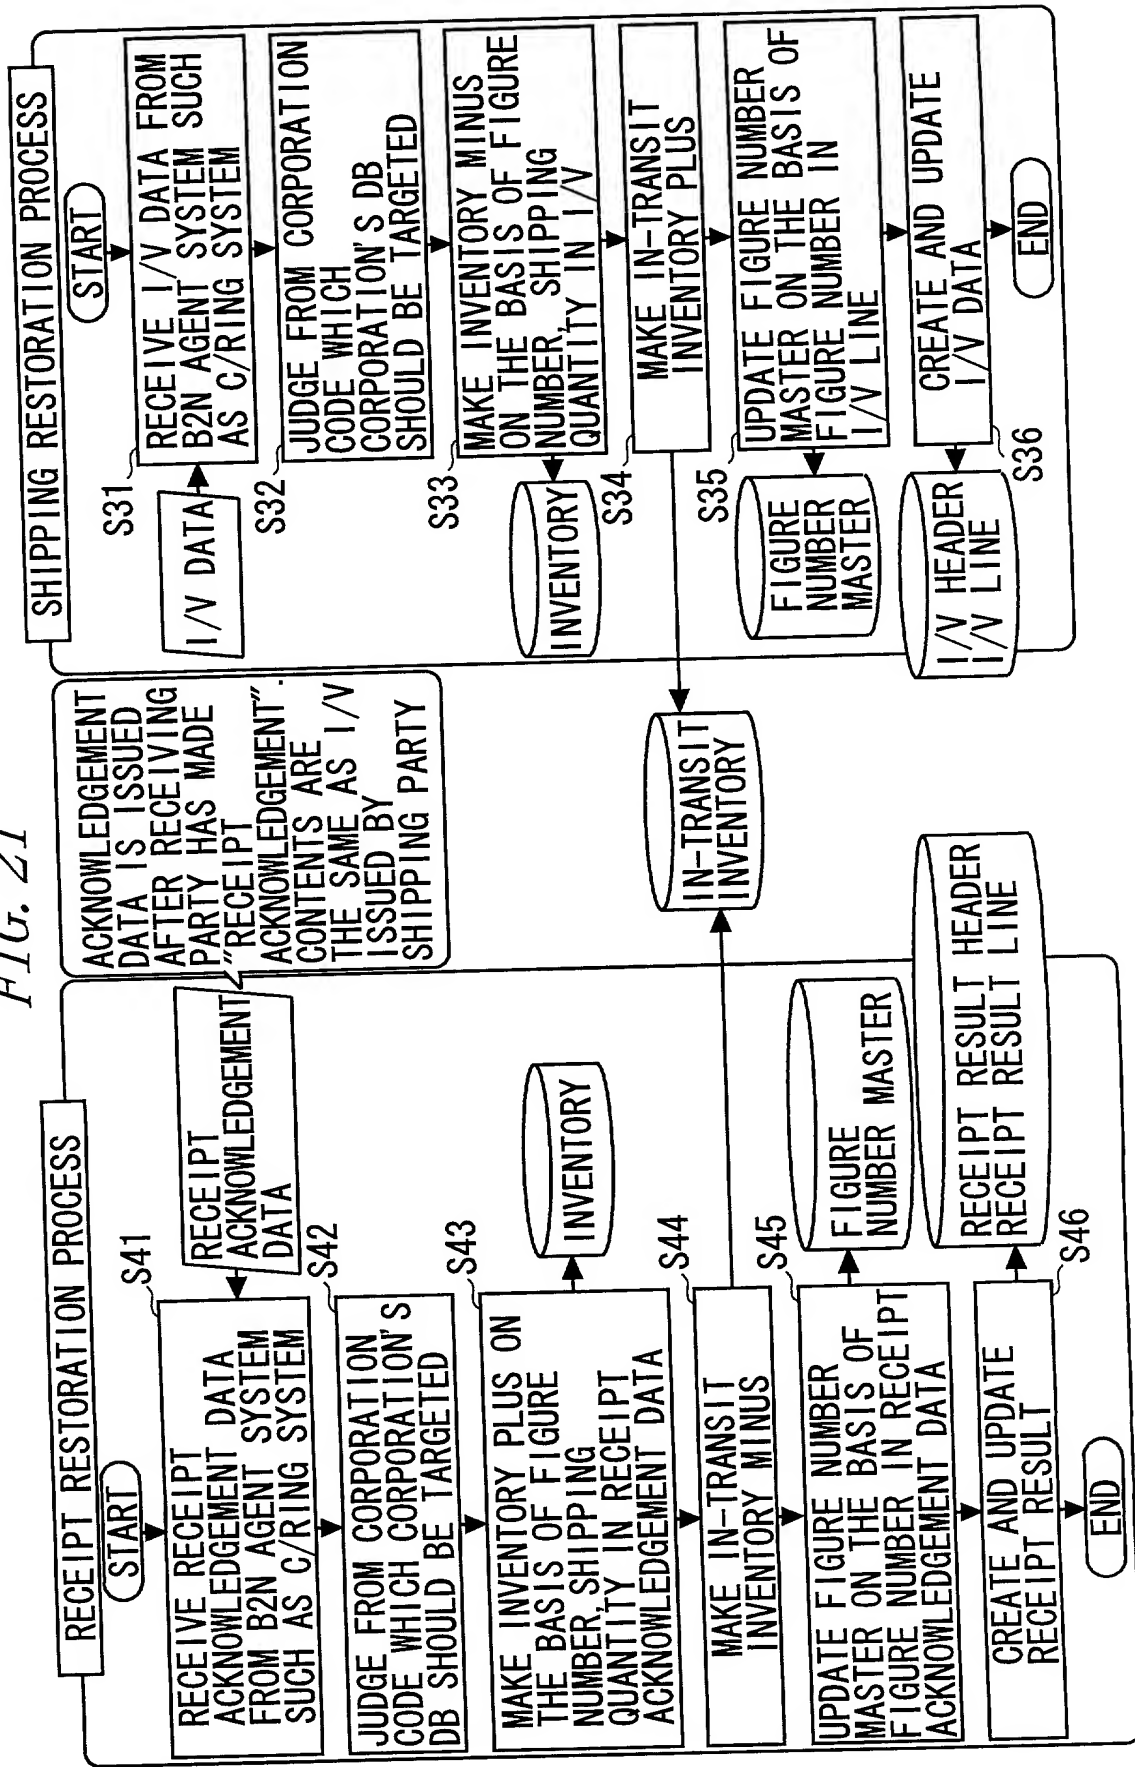 FIG. 21
RECEIPT RESTORATION PROCESS
START
S41
RECEIVE RECEIPT
ACKNOWLEDGEMENT DATA
FROM B2N AGENT SYSTEM
SUCH AS C/RING SYSTEM
RECEIPT
ACKNOWLEDGEMENT
DATA
S42
JUDGE FROM CORPORATION
CODE WHICH CORPORATION'S
DB SHOULD BE TARGETED
S43
MAKE INVENTORY PLUS ON
THE BASIS OF FIGURE
NUMBER,SHIPPING
QUANTITY IN RECEIPT
ACKNOWLEDGEMENT DATA
INVENTORY
S44
MAKE IN-TRANSIT
INVENTORY MINUS
S45
UPDATE FIGURE NUMBER
MASTER ON THE BASIS OF
FIGURE NUMBER IN RECEIPT
ACKNOWLEDGEMENT DATA
FIGURE
NUMBER MASTER
CREATE AND UPDATE
RECEIPT RESULT
S46
RECEIPT RESULT HEADER
RECEIPT RESULT LINE
END
ACKNOWLEDGEMENT
DATA IS ISSUED
AFTER RECEIVING
PARTY HAS MADE
"RECEIPT
ACKNOWLEDGEMENT".
CONTENTS ARE
THE SAME AS I/V
ISSUED BY
SHIPPING PARTY
IN-TRANSIT
INVENTORY
SHIPPING RESTORATION PROCESS
START
S31
RECEIVE I/V DATA FROM
B2N AGENT SYSTEM SUCH
AS C/RING SYSTEM
I/V DATA
S32
JUDGE FROM CORPORATION
CODE WHICH
CORPORATION'S DB
SHOULD BE TARGETED
S33
MAKE INVENTORY MINUS
ON THE BASIS OF FIGURE
NUMBER, SHIPPING
QUANTITY IN I/V
INVENTORY
S34
MAKE IN-TRANSIT
INVENTORY PLUS
S35
UPDATE FIGURE NUMBER
MASTER ON THE BASIS OF
FIGURE NUMBER IN
I/V LINE
FIGURE
NUMBER
MASTER
CREATE AND UPDATE
I/V DATA
S36
I/V HEADER
I/V LINE
END